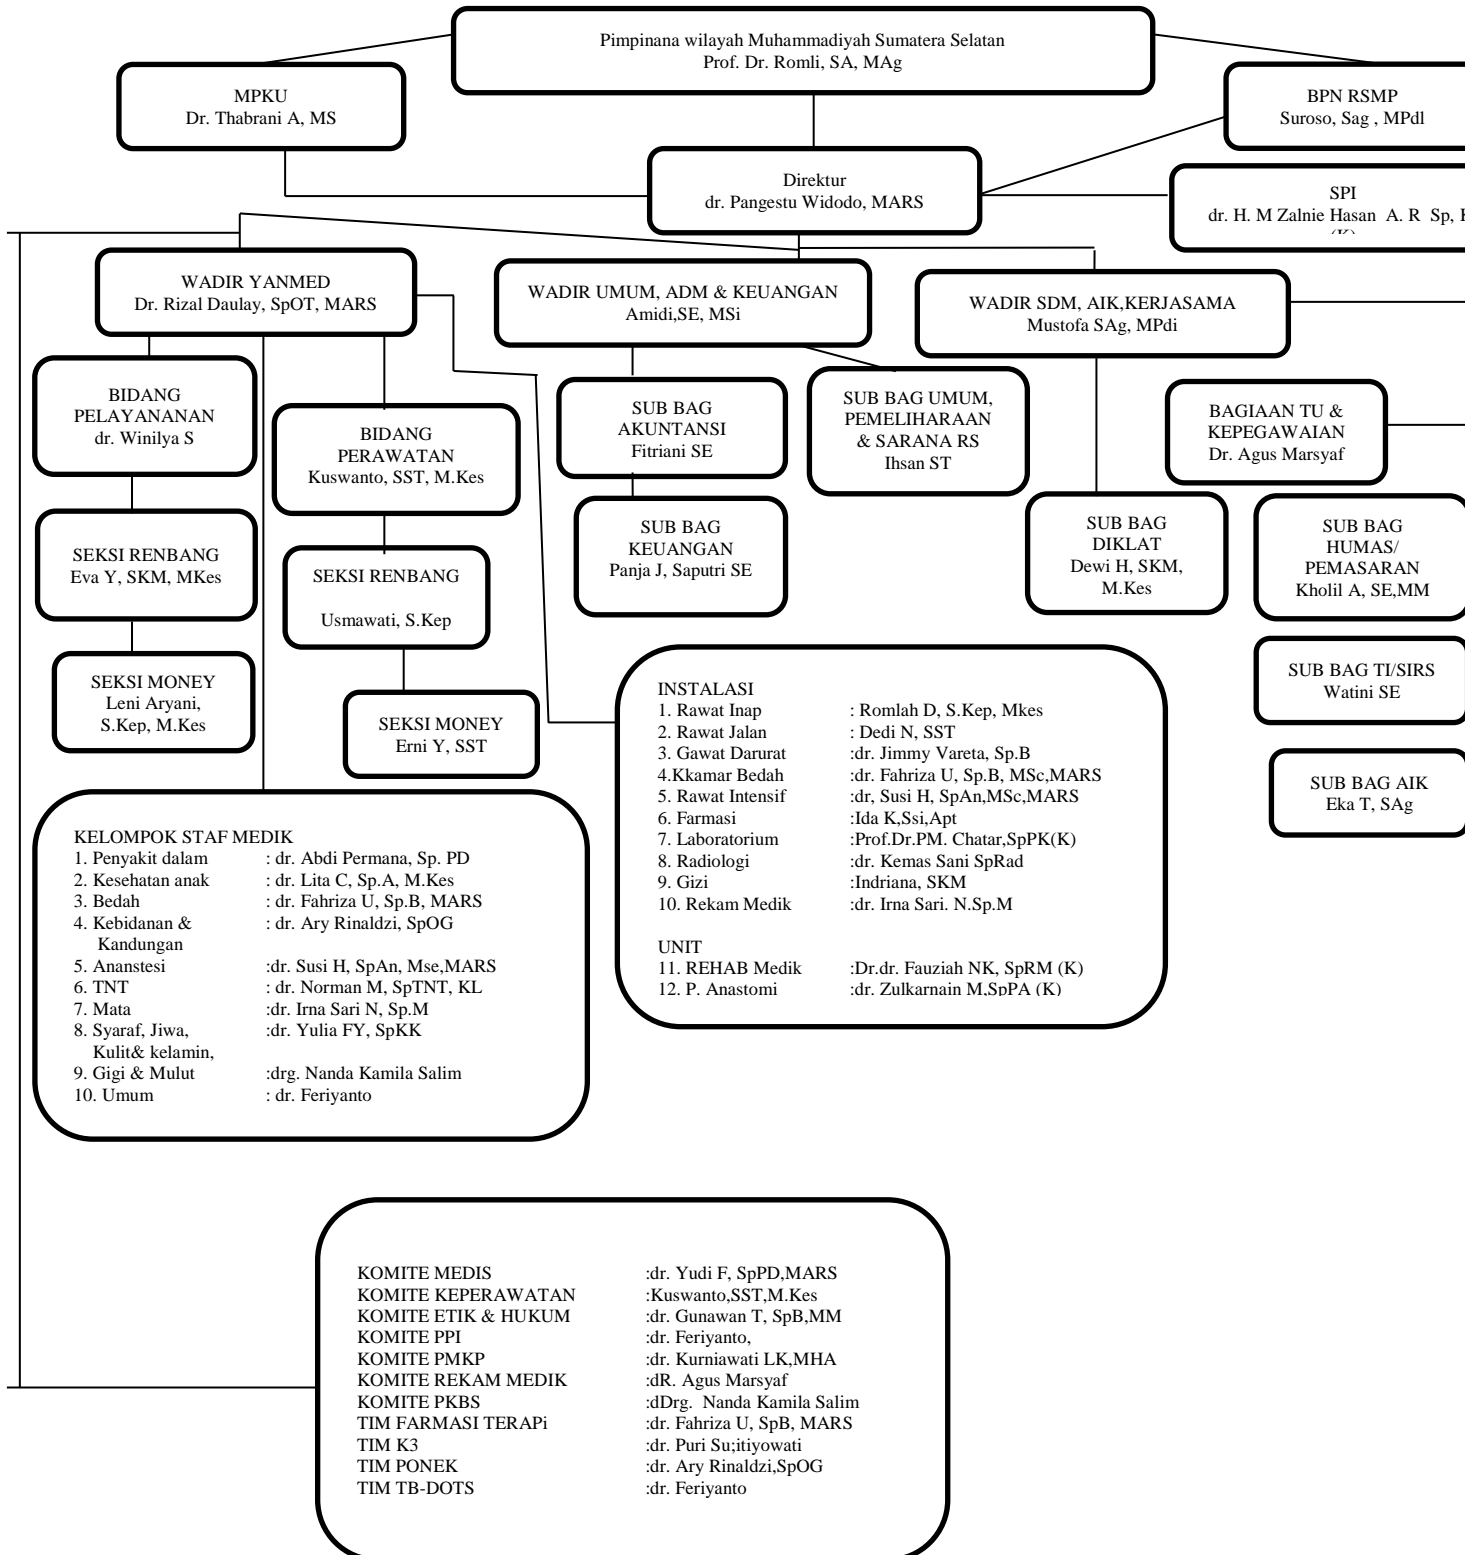 Pimpinana wilayah Muhammadiyah Sumatera Selatan
Prof. Dr. Romli, SA, MAg
MPKU
Dr. Thabrani A, MS
BPN RSMP
Suroso, Sag , MPdl
Direktur
dr. Pangestu Widodo, MARS
SPI
dr. H. M Zalnie Hasan A. R Sp,
WADIR YANMED
Dr. Rizal Daulay, SpOT, MARS
WADIR UMUM, ADM & KEUANGAN
Amidi,SE, MSi
WADIR SDM, AIK,KERJASAMA
Mustofa SAg, MPdi
BIDANG
PELAYANANAN
dr. Winilya S
BIDANG
PERAWATAN
Kuswanto, SST, M.Kes
SUB BAG
AKUNTANSI
Fitriani SE
SUB BAG UMUM,
PEMELIHARAAN
& SARANA RS
Ihsan ST
BAGIAAN TU &
KEPEGAWAIAN
Dr. Agus Marsyaf
SEKSI RENBANG
Eva Y, SKM, MKes
SEKSI RENBANG
Usmawati, S.Kep
SUB BAG
KEUANGAN
Panja J, Saputri SE
SUB BAG
DIKLAT
Dewi H, SKM,
M.Kes
SUB BAG
HUMAS/
PEMASARAN
Kholil A, SE,MM
SEKSI MONEY
Leni Aryani,
S.Kep, M.Kes
SEKSI MONEY
Erni Y, SST
SUB BAG TI/SIRS
Watini SE
SUB BAG AIK
Eka T, SAg
INSTALASI
1. Rawat Inap : Romlah D, S.Kep, Mkes
2. Rawat Jalan : Dedi N, SST
3. Gawat Darurat :dr. Jimmy Vareta, Sp.B
4.Kkamar Bedah :dr. Fahriza U, Sp.B, MSc,MARS
5. Rawat Intensif :dr, Susi H, SpAn,MSc,MARS
6. Farmasi :Ida K,Ssi,Apt
7. Laboratorium :Prof.Dr.PM. Chatar,SpPK(K)
8. Radiologi :dr. Kemas Sani SpRad
9. Gizi :Indriana, SKM
10. Rekam Medik :dr. Irna Sari. N.Sp.M
UNIT
11. REHAB Medik :Dr.dr. Fauziah NK, SpRM (K)
12. P. Anastomi :dr. Zulkarnain M,SpPA (K)
KELOMPOK STAF MEDIK
1. Penyakit dalam : dr. Abdi Permana, Sp. PD
2. Kesehatan anak : dr. Lita C, Sp.A, M.Kes
3. Bedah : dr. Fahriza U, Sp.B, MARS
4. Kebidanan & : dr. Ary Rinaldzi, SpOG
Kandungan
5. Ananstesi :dr. Susi H, SpAn, Mse,MARS
6. TNT : dr. Norman M, SpTNT, KL
7. Mata :dr. Irna Sari N, Sp.M
8. Syaraf, Jiwa, :dr. Yulia FY, SpKK
Kulit& kelamin,
9. Gigi & Mulut :drg. Nanda Kamila Salim
10. Umum : dr. Feriyanto
KOMITE MEDIS :dr. Yudi F, SpPD,MARS
KOMITE KEPERAWATAN :Kuswanto,SST,M.Kes
KOMITE ETIK & HUKUM :dr. Gunawan T, SpB,MM
KOMITE PPI :dr. Feriyanto,
KOMITE PMKP :dr. Kurniawati LK,MHA
KOMITE REKAM MEDIK :dR. Agus Marsyaf
KOMITE PKBS :dDrg. Nanda Kamila Salim
TIM FARMASI TERAPi :dr. Fahriza U, SpB, MARS
TIM K3 :dr. Puri Su;itiyowati
TIM PONEK :dr. Ary Rinaldzi,SpOG
TIM TB-DOTS :dr. Feriyanto